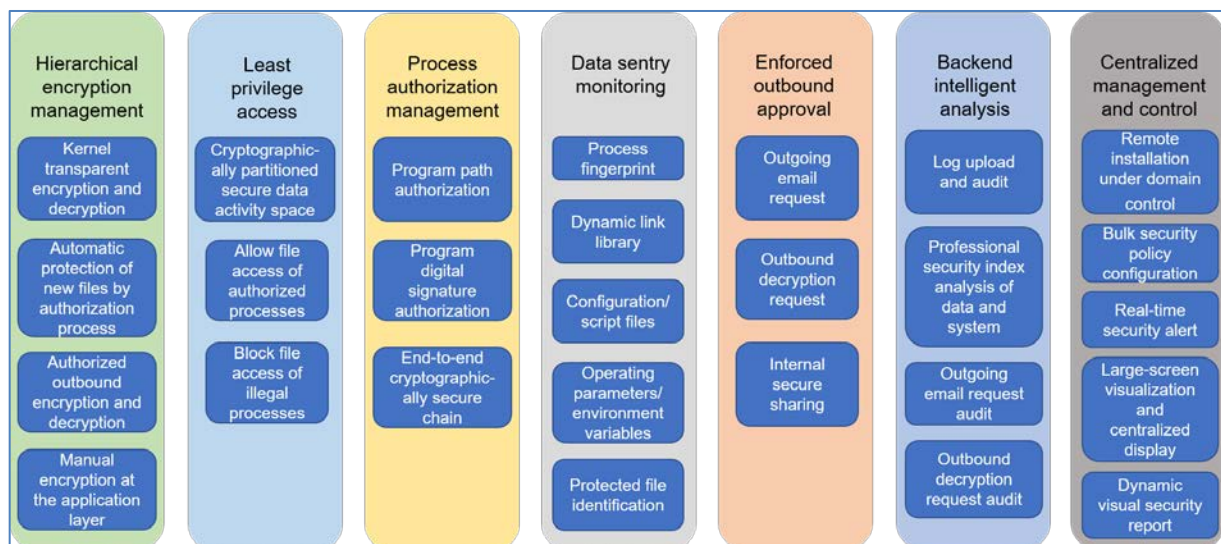 Hierarchical
encryption
management
Kernel
transparent
encryption and
decryption
Automatic
protection of
new files by
authorization
process
Authorized
outbound
encryption and
decryption
Manual
encryption at
the application
layer
Least
privilege
access
Cryptographic-
ally partitioned
secure data
activity space
Allow file
access of
authorized
processes
Block file
access of
illegal
processes
Process
authorization
management
Program path
authorization
Program
digital
signature
authorization
End-to-end
cryptographic-
ally secure
chain
Data sentry
monitoring
Process
fingerprint
Dynamic link
library
Configuration/
script files
Operating
parameters/
environment
variables
Protected file
identification
Enforced
outbound
approval
Outgoing
email
request
Outbound
decryption
request
Internal
secure
sharing
Backend
intelligent
analysis
Log upload
and audit
Professional
security index
analysis of
data and
system
Outgoing
email request
audit
Outbound
decryption
request audit
Centralized
management
and control
Remote
installation
under domain
control
Bulk security
policy
configuration
Real-time
security alert
Large-screen
visualization
and
centralized
display
Dynamic
visual security
report